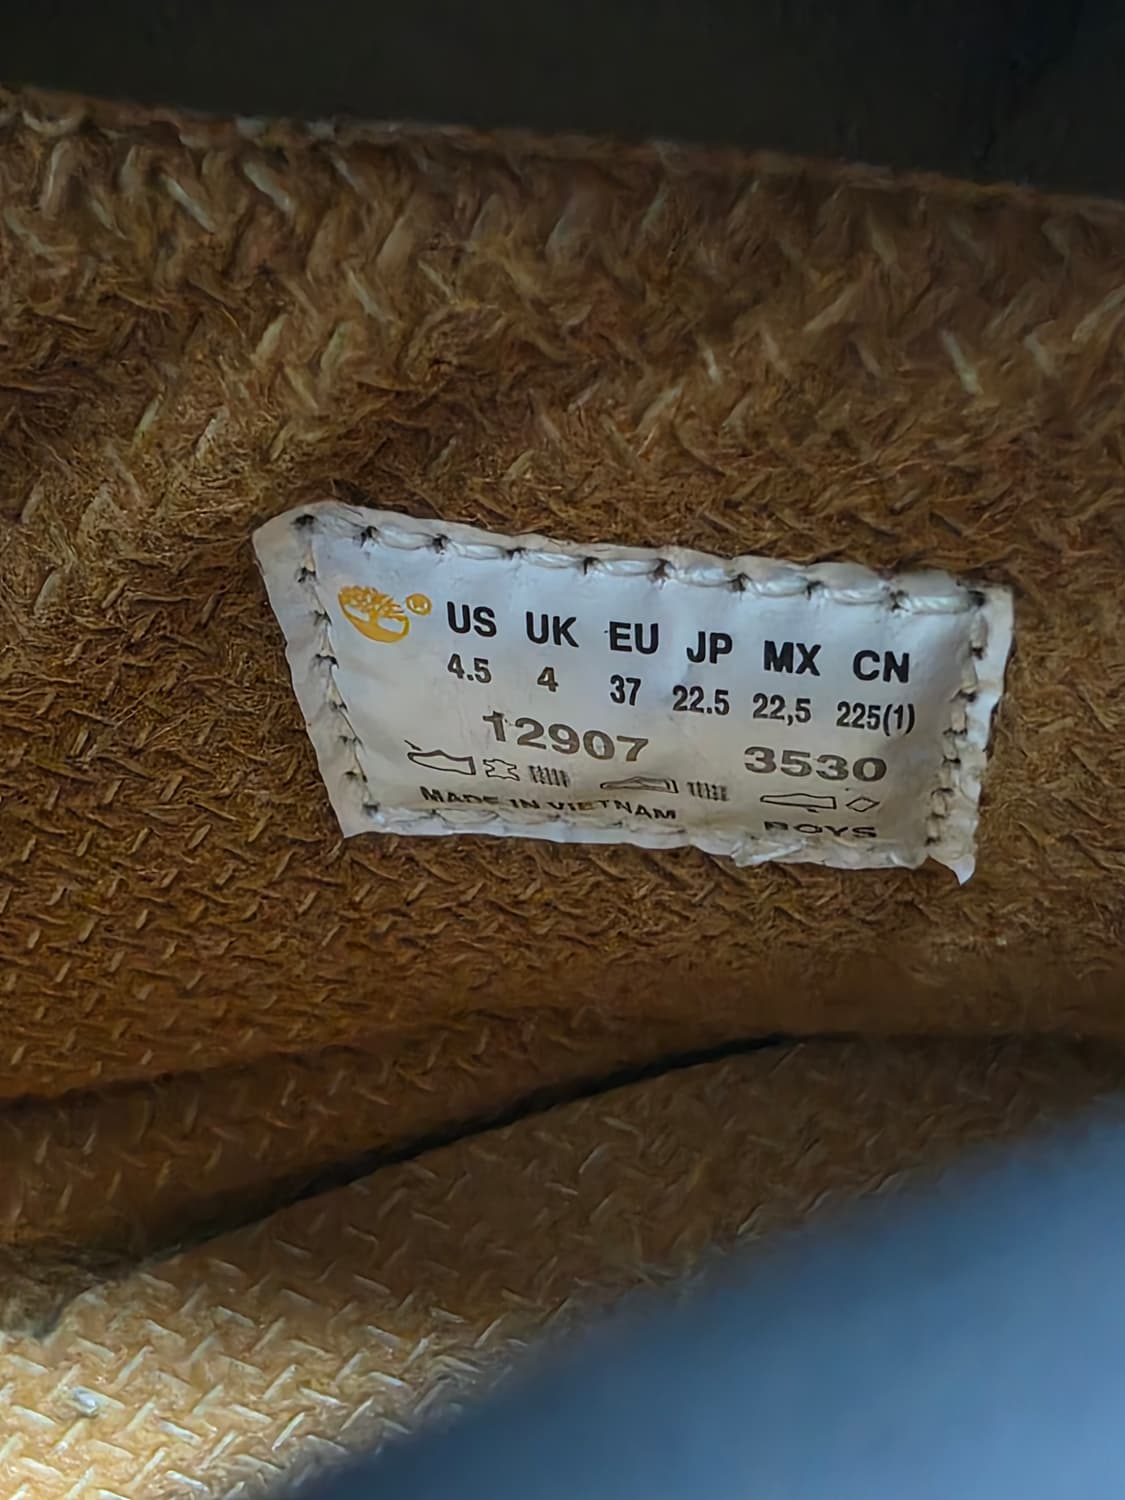 ® US UK EU JP MX CN
4.5 4 37 22.5 22,5 225(1)
12907 3530
MADE IN VIETNAM BOYS